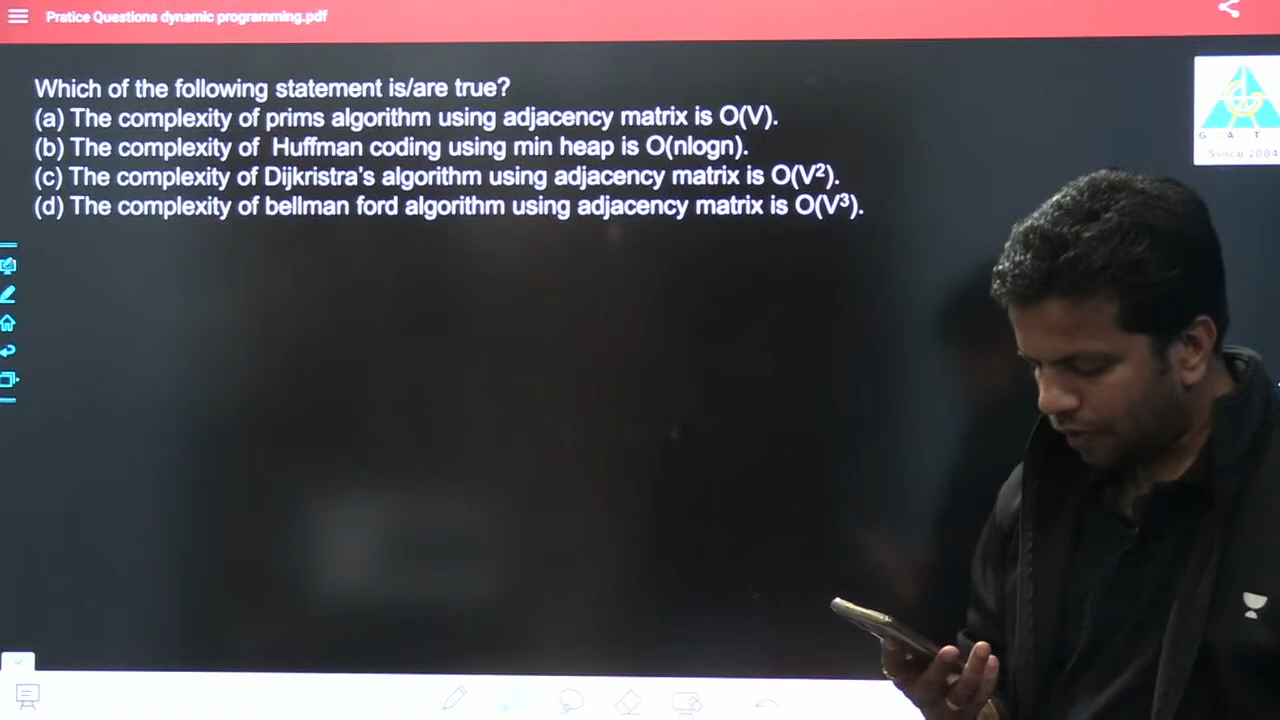 Pratice Questions dynamic programming.pdf
Which of the following statement is/are true?
(a) The complexity of prims algorithm using adjacency matrix is O(V).
(b) The complexity of Huffman coding using min heap is O(nlogn).
(c) The complexity of Dijkristra's algorithm using adjacency matrix is O(V²).
(d) The complexity of bellman ford algorithm using adjacency matrix is O(V³).
G A T
Since 2004